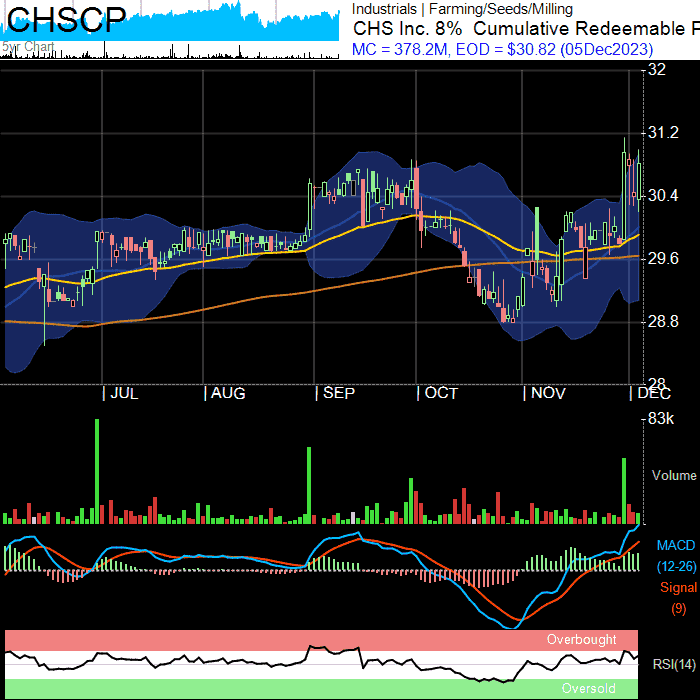 CHSCP
5yr Chart
Industrials | Farming/Seeds/Milling
CHS Inc. 8% Cumulative Redeemable
MC = 378.2M, EOD = $30.82 (05Dec2023)
32
31.2
30.4
29.6
28.8
28
| JUL | AUG | SEP | OCT | NOV | DEC
83k
Volume
MACD
(12-26)
Signal
(9)
Overbought
RSI(14)
Oversold